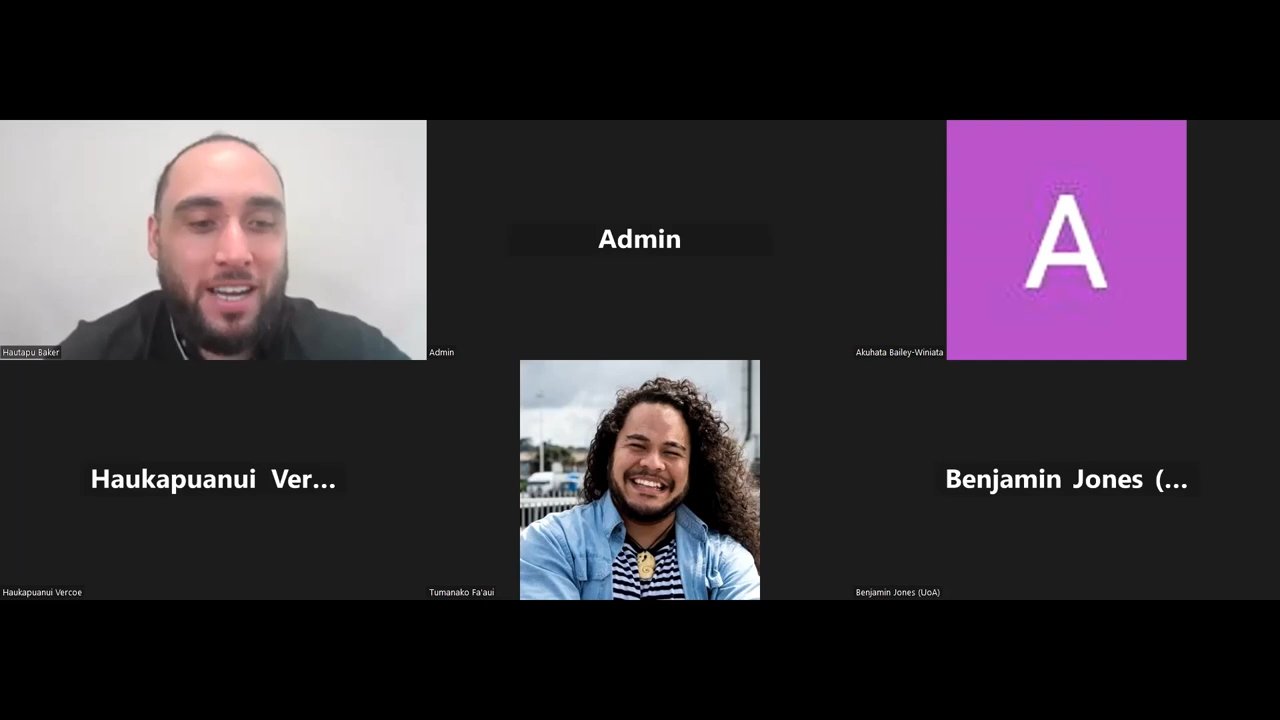 Admin
A
Hautapu Baker
Admin
Akuhata Bailey-Winiata
Haukapuanui Ver...
Benjamin Jones (...
Haukapuanui Vercoe
Tumanako Fa'aui
Benjamin Jones (UoA)